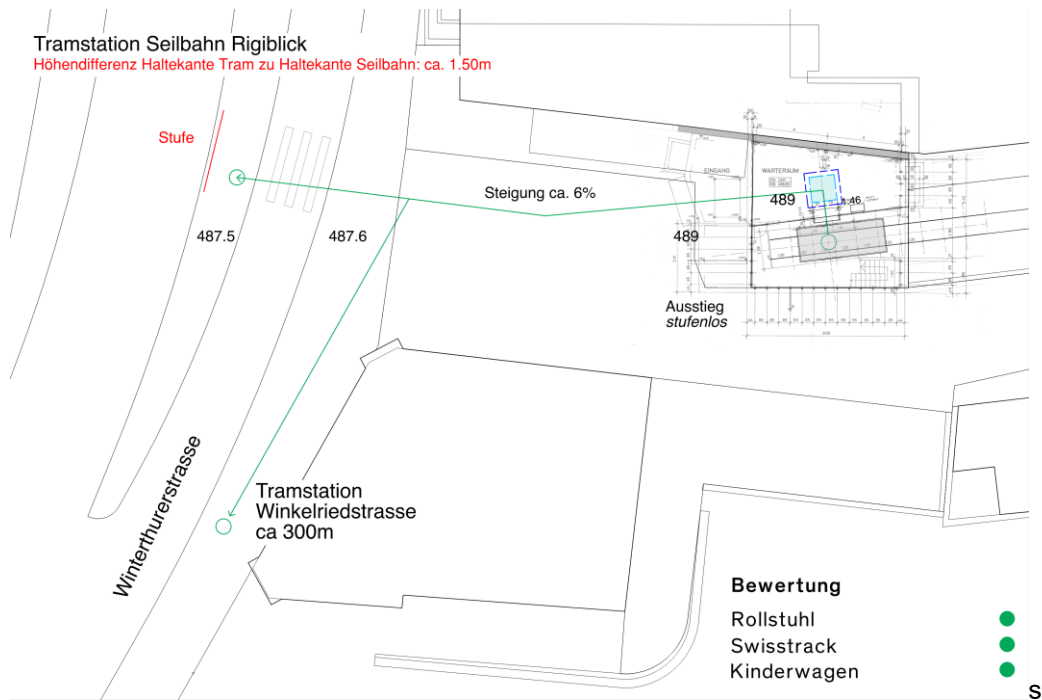 Tramstation Seilbahn Rigiblick
Höhendifferenz Haltekante Tram zu Haltekante Seilbahn: ca. 1.50m
Stufe
Steigung ca. 6%
EINGANG
WARTERAUM
489
1:46
487.5
487.6
489
Ausstieg
stufenlos
Winterthurerstrasse
Tramstation
Winkelriedstrasse
ca 300m
Bewertung
Rollstuhl
Swisstrack
Kinderwagen
s